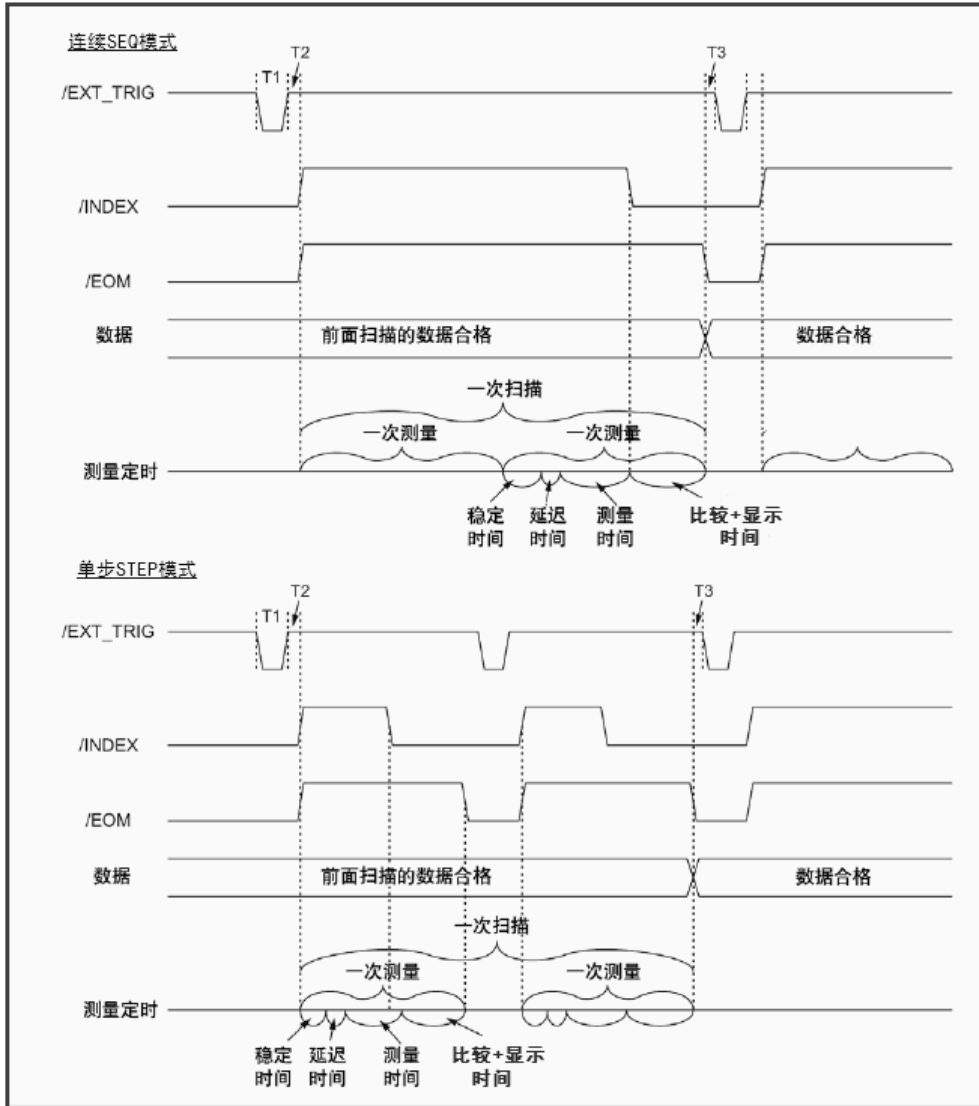 连续SEQ模式
T1
T2
T3
/EXT_TRIG
/INDEX
/EOM
数据
前面扫描的数据合格
数据合格
一次扫描
一次测量
一次测量
测量定时
稳定
时间
延迟
时间
测量
时间
比较+显示
时间
单步STEP模式
T1
T2
T3
/EXT_TRIG
/INDEX
/EOM
数据
前面扫描的数据合格
数据合格
一次扫描
一次测量
一次测量
测量定时
稳定
时间
延迟
时间
测量
时间
比较+显示
时间